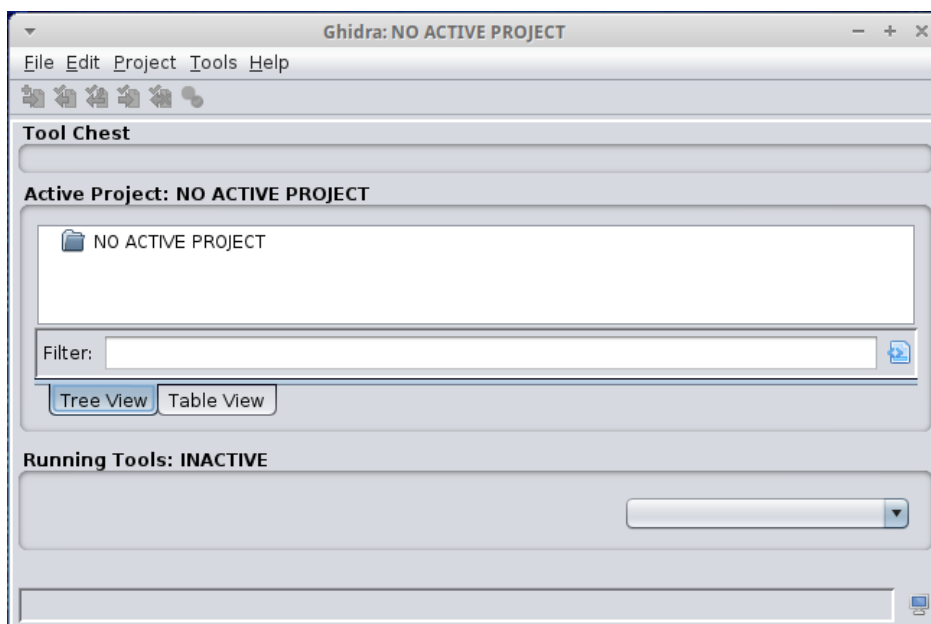 Ghidra: NO ACTIVE PROJECT
File Edit Project Tools Help
Tool Chest
Active Project: NO ACTIVE PROJECT
NO ACTIVE PROJECT
Filter:
Tree View Table View
Running Tools: INACTIVE